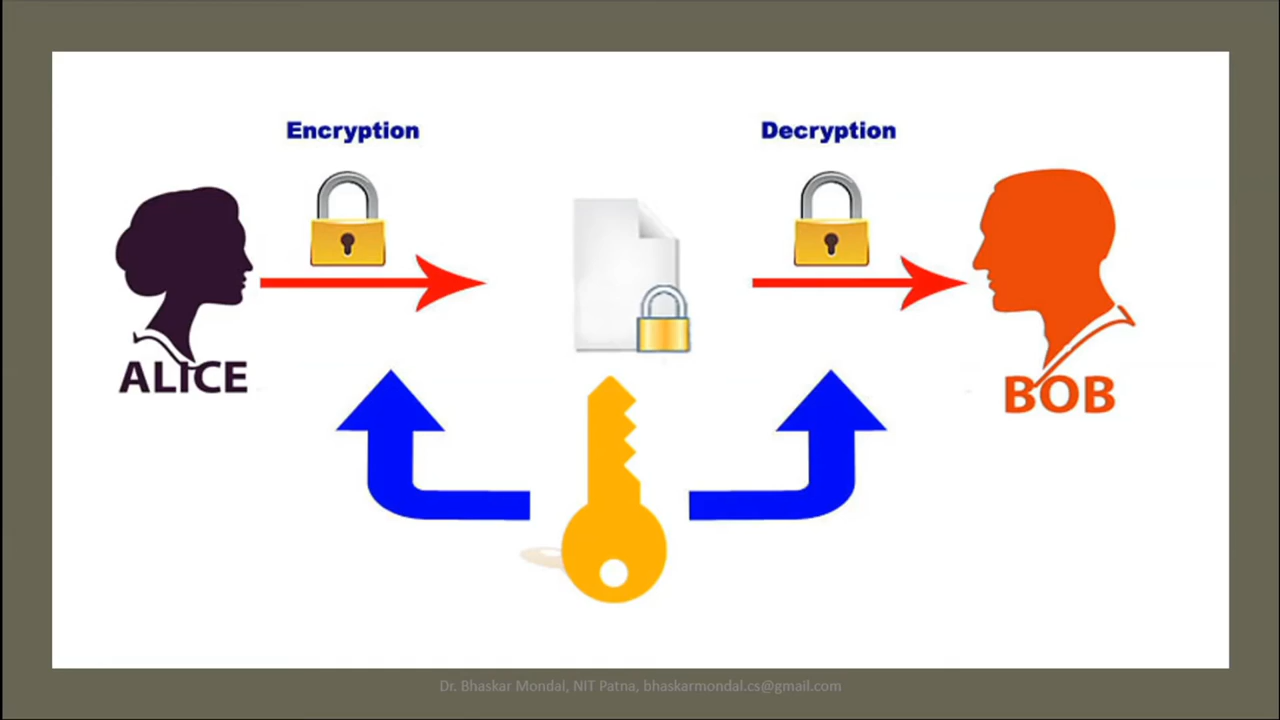 Encryption
Decryption
ALICE
BOB
Dr. Bhaskar Mondal, NIT Patna, bhaskarmondal.cs@gmail.com